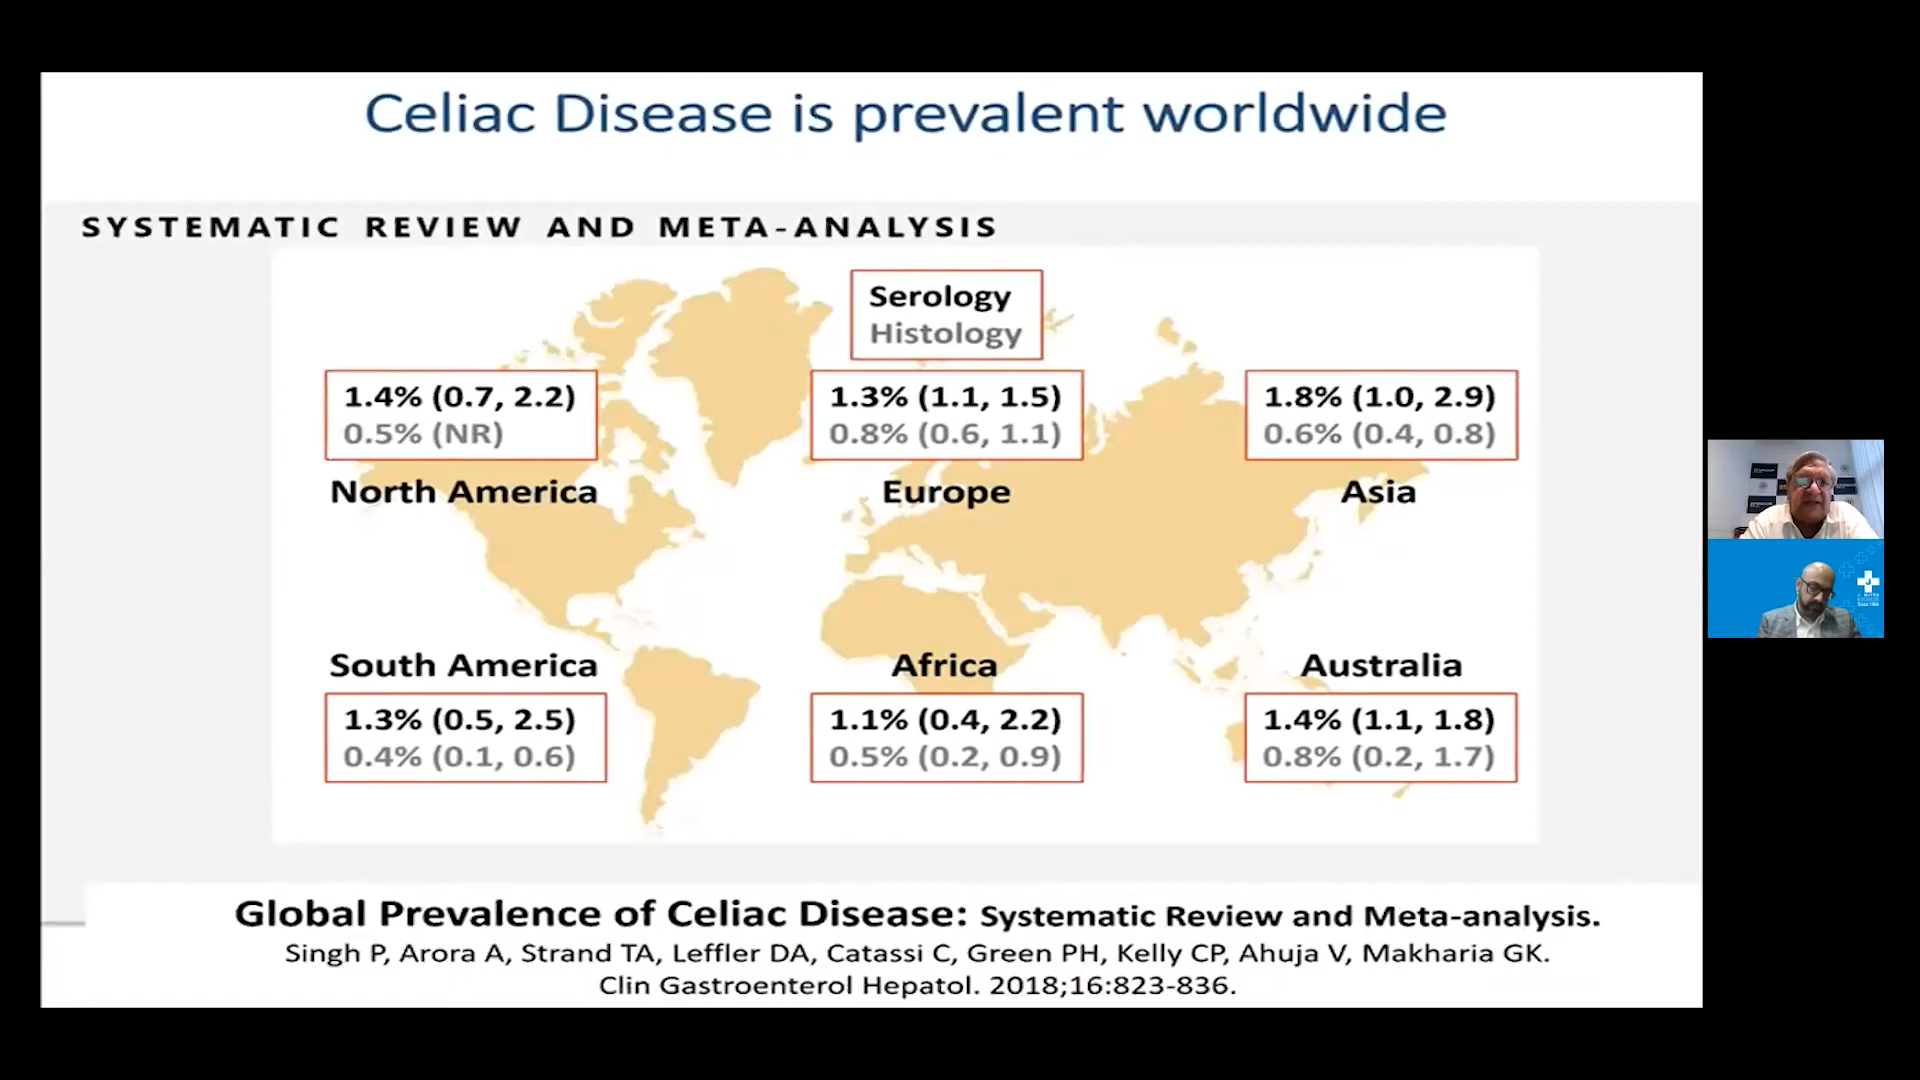 Celiac Disease is prevalent worldwide
SYSTEMATIC REVIEW AND META-ANALYSIS
Serology
Histology
1.4% (0.7, 2.2)
0.5% (NR)
North America
1.3% (1.1, 1.5)
0.8% (0.6, 1.1)
Europe
1.8% (1.0, 2.9)
0.6% (0.4, 0.8)
Asia
South America
1.3% (0.5, 2.5)
0.4% (0.1, 0.6)
Africa
1.1% (0.4, 2.2)
0.5% (0.2, 0.9)
Australia
1.4% (1.1, 1.8)
0.8% (0.2, 1.7)
Global Prevalence of Celiac Disease: Systematic Review and Meta-analysis.
Singh P, Arora A, Strand TA, Leffler DA, Catassi C, Green PH, Kelly CP, Ahuja V, Makharia GK.
Clin Gastroenterol Hepatol. 2018;16:823-836.